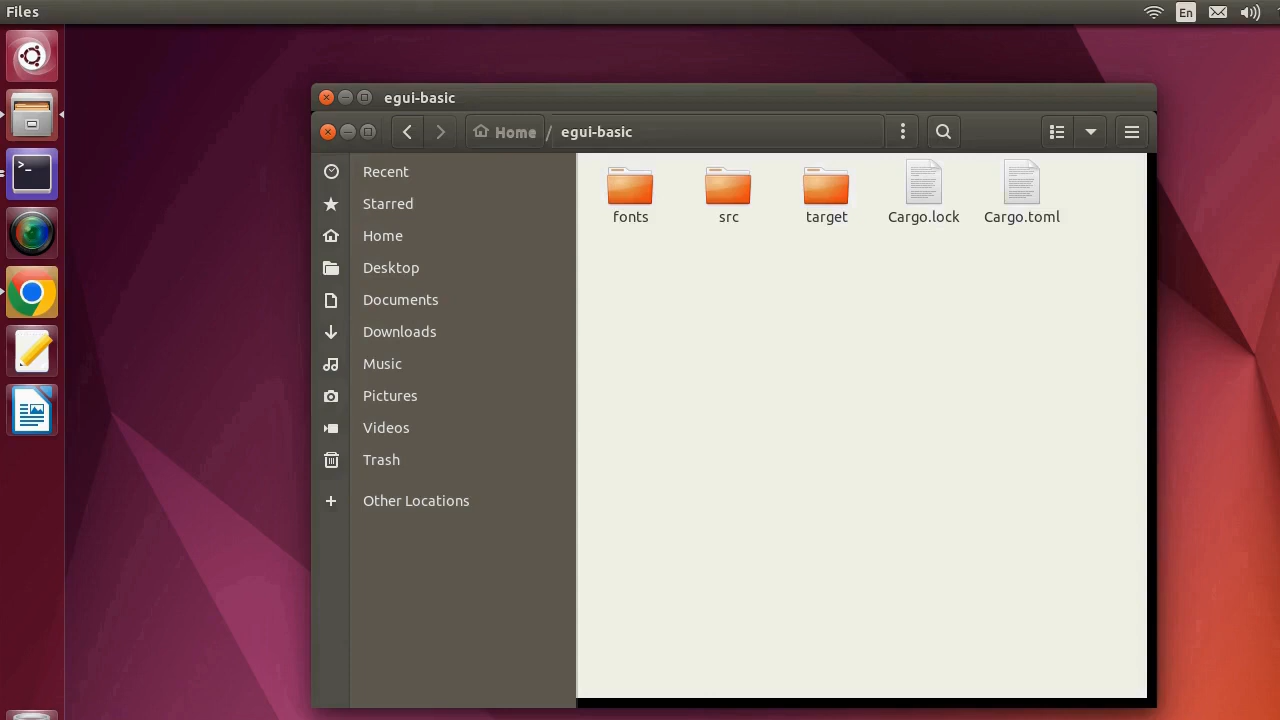 Files
En
egui-basic
Home / egui-basic
Recent
Starred
Home
Desktop
Documents
Downloads
Music
Pictures
Videos
Trash
Other Locations
fonts
src
target
Cargo.lock
Cargo.toml